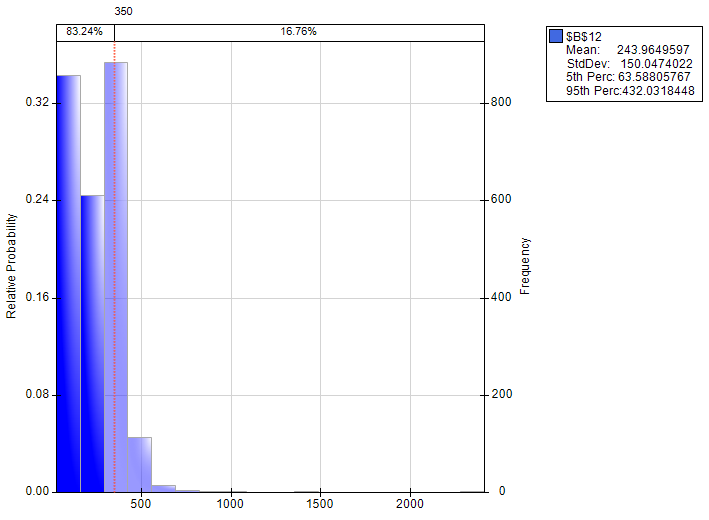 350
83.24% 16.76%
$B$12
Mean: 243.9649597
StdDev: 150.0474022
5th Perc: 63.58805767
95th Perc:432.0318448
Relative Probability
0.32
0.24
0.16
0.08
0.00
800
600
400
200
0
Frequency
500 1000 1500 2000